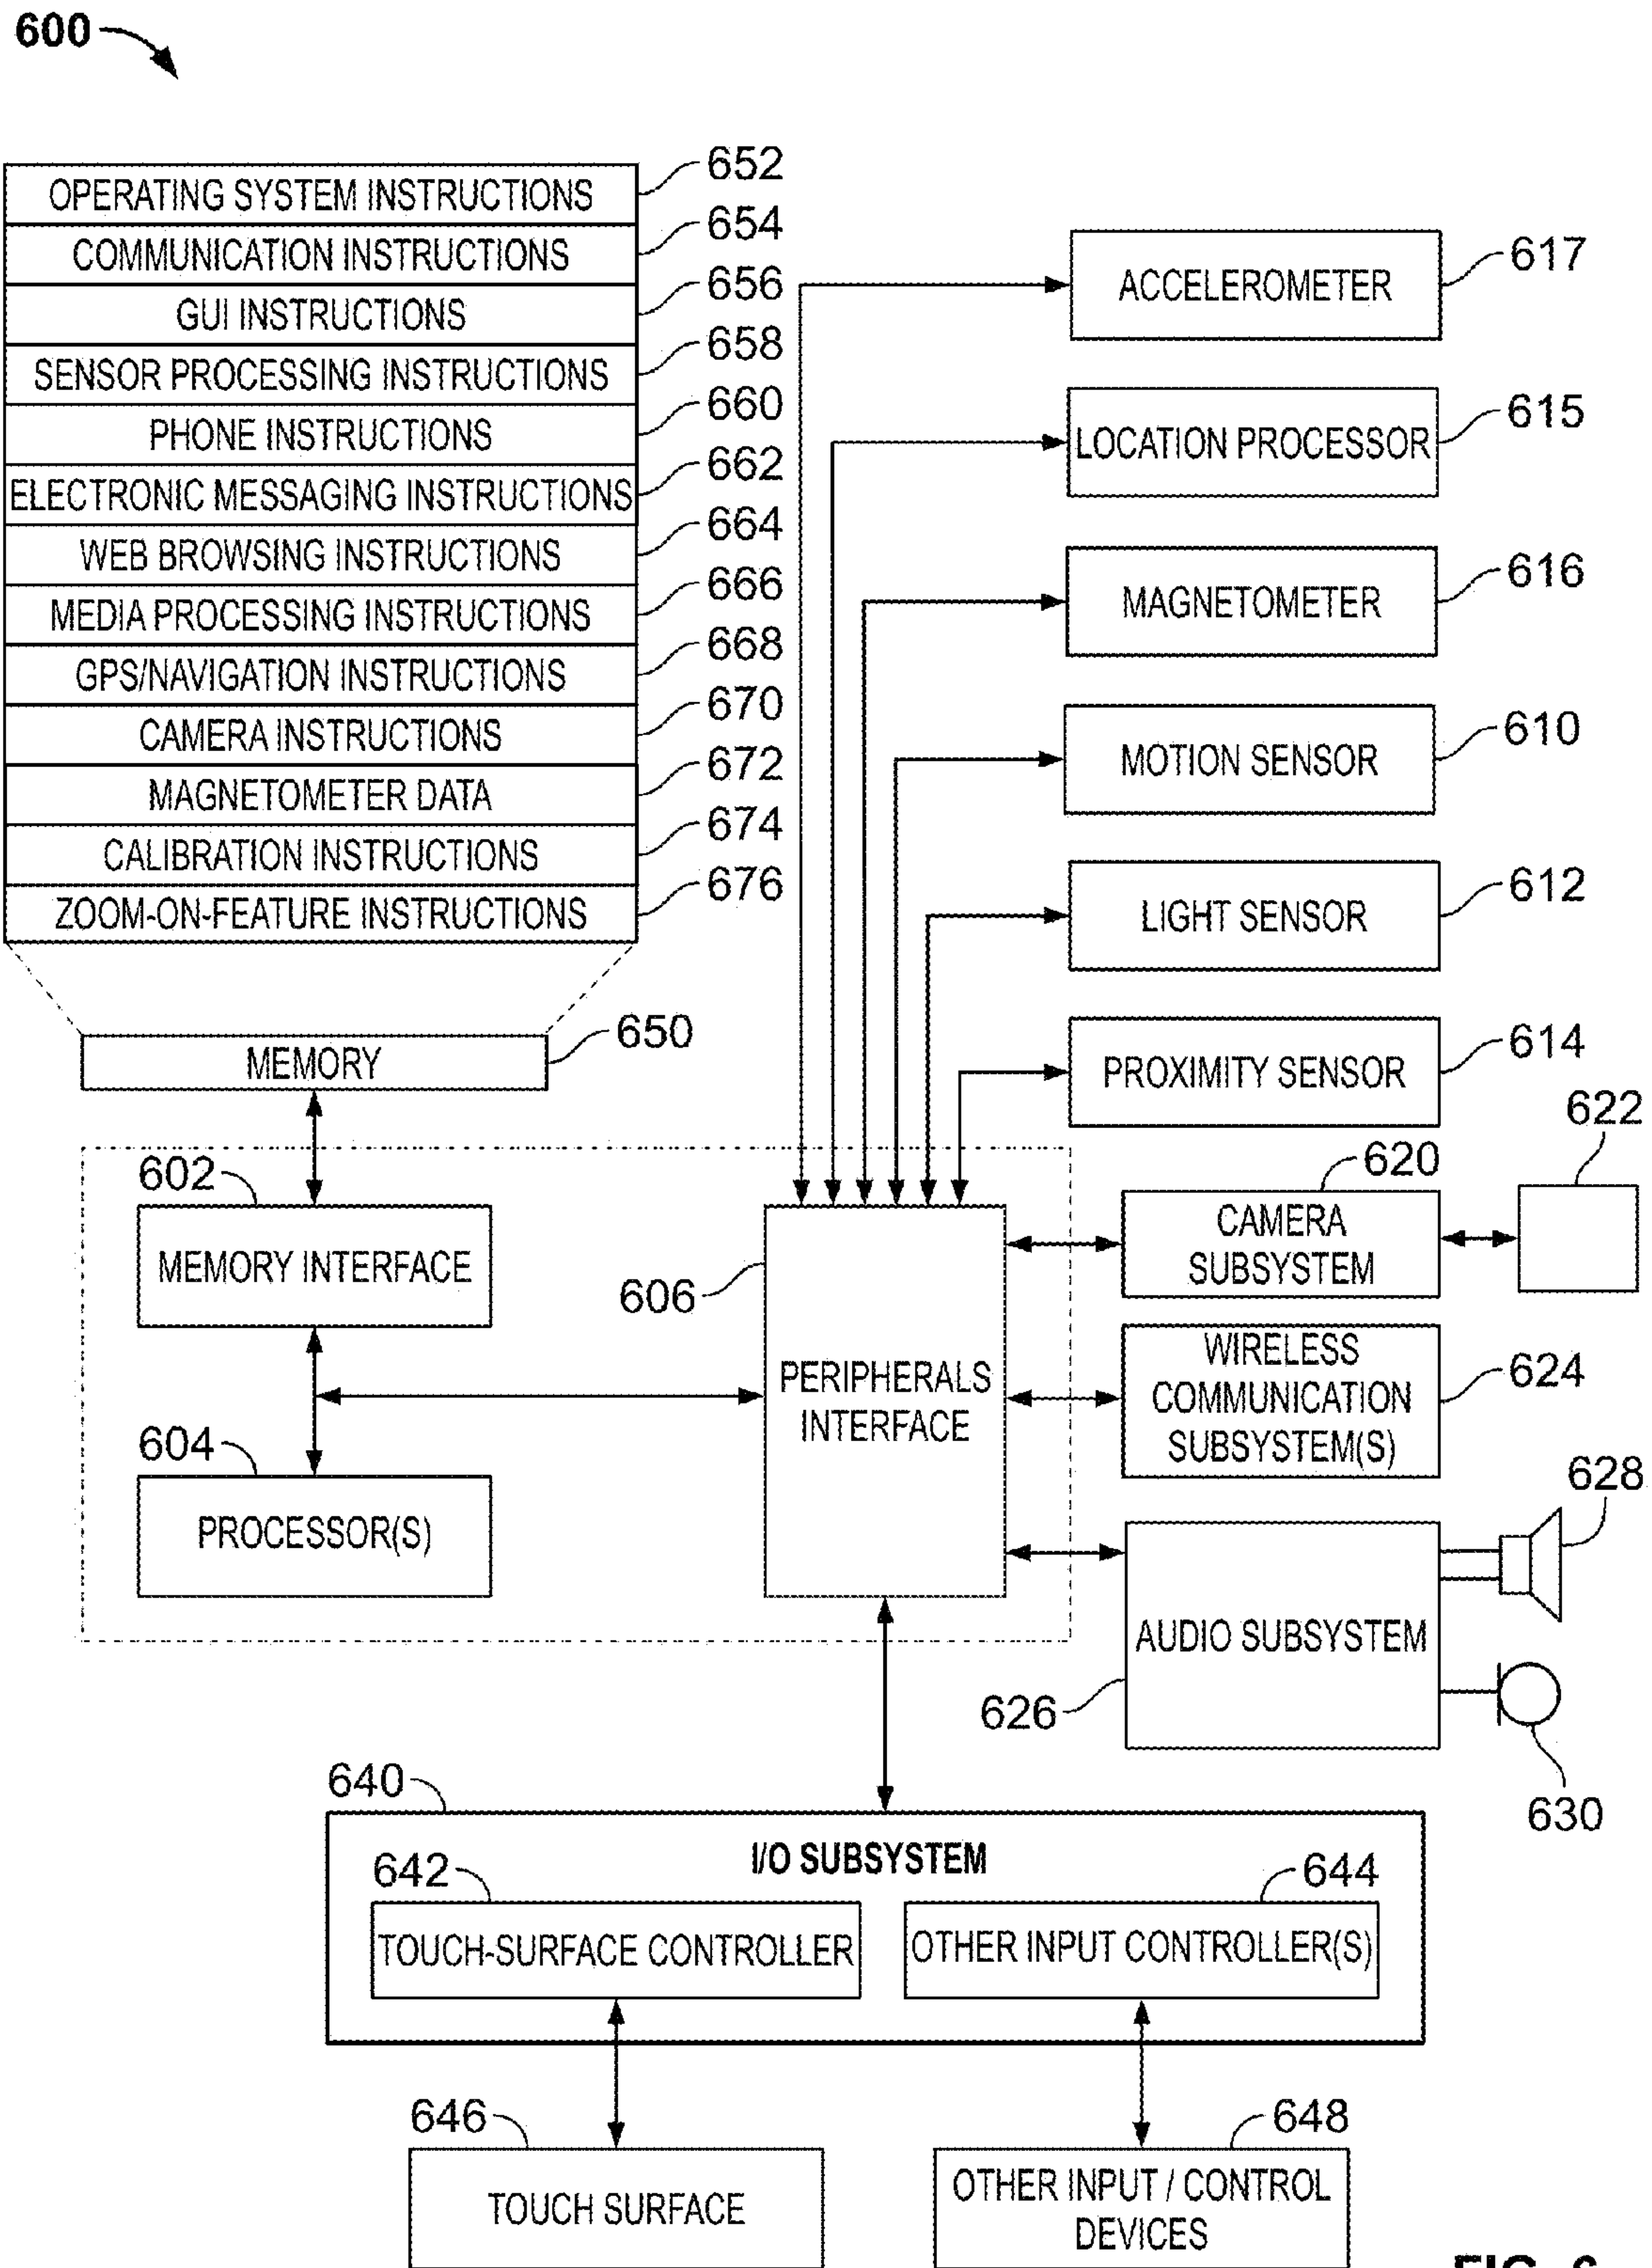 600
OPERATING SYSTEM INSTRUCTIONS 652
COMMUNICATION INSTRUCTIONS 654
GUI INSTRUCTIONS 656
SENSOR PROCESSING INSTRUCTIONS 658
PHONE INSTRUCTIONS 660
ELECTRONIC MESSAGING INSTRUCTIONS 662
WEB BROWSING INSTRUCTIONS 664
MEDIA PROCESSING INSTRUCTIONS 666
GPS/NAVIGATION INSTRUCTIONS 668
CAMERA INSTRUCTIONS 670
MAGNETOMETER DATA 672
CALIBRATION INSTRUCTIONS 674
ZOOM-ON-FEATURE INSTRUCTIONS 676
MEMORY 650
ACCELEROMETER 617
LOCATION PROCESSOR 615
MAGNETOMETER 616
MOTION SENSOR 610
LIGHT SENSOR 612
PROXIMITY SENSOR 614
602
MEMORY INTERFACE
604
PROCESSOR(S)
606
PERIPHERALS
INTERFACE
620
CAMERA
SUBSYSTEM
622
WIRELESS
COMMUNICATION
SUBSYSTEM(S)
624
AUDIO SUBSYSTEM
626
628
630
640
I/O SUBSYSTEM
642
TOUCH-SURFACE CONTROLLER
644
OTHER INPUT CONTROLLER(S)
646
TOUCH SURFACE
648
OTHER INPUT / CONTROL
DEVICES
FIG. 6